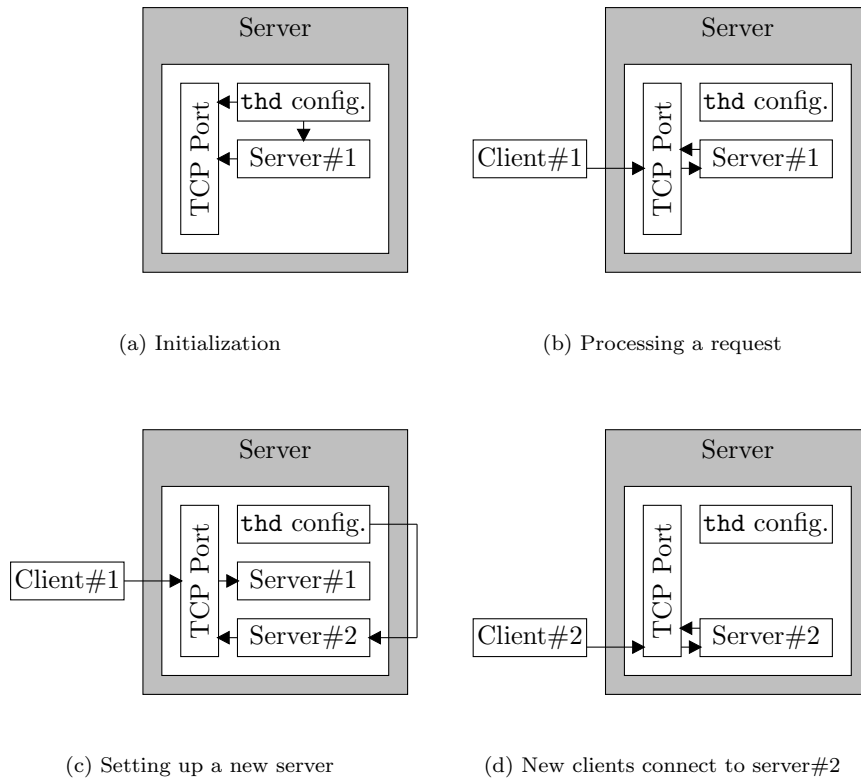 Server
thd config.
TCP Port
Server#1
(a) Initialization
Server
thd config.
Client#1
TCP Port
Server#1
(b) Processing a request
Server
thd config.
Client#1
TCP Port
Server#1
Server#2
(c) Setting up a new server
Server
thd config.
TCP Port
Client#2
Server#2
(d) New clients connect to server#2